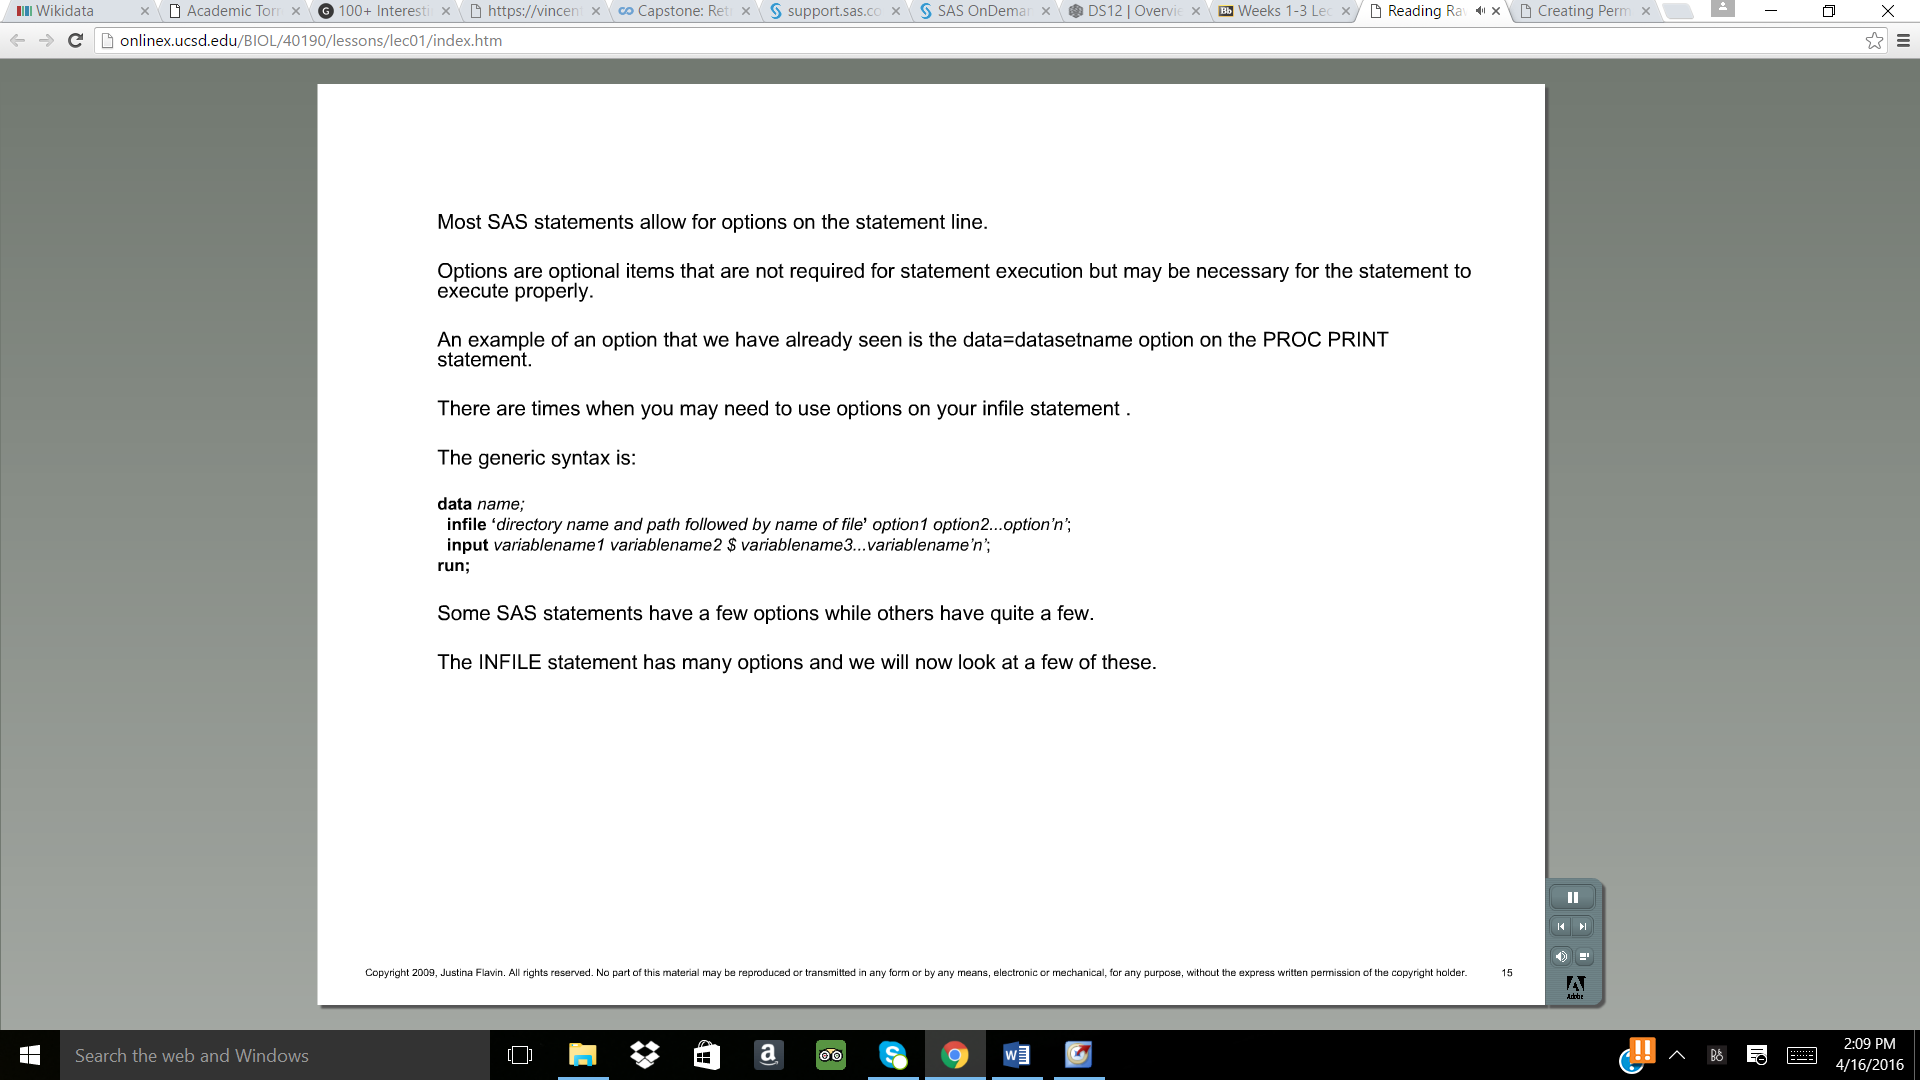 Wikidata
Academic Torr
100+ Interesti
https://vincen
Capstone: Reti
support.sas.co
SAS OnDeman
DS12 | Overvie
Bb Weeks 1-3 Lec
Reading Ra
Creating Perm
onlinex.ucsd.edu/BIOL/40190/lessons/lec01/index.htm
Most SAS statements allow for options on the statement line.
Options are optional items that are not required for statement execution but may be necessary for the statement to
execute properly.
An example of an option that we have already seen is the data=datasetname option on the PROC PRINT
statement.
There are times when you may need to use options on your infile statement .
The generic syntax is:
data name;
infile ‘directory name and path followed by name of file’ option1 option2...option’n’;
input variablename1 variablename2 $ variablename3...variablename’n’;
run;
Some SAS statements have a few options while others have quite a few.
The INFILE statement has many options and we will now look at a few of these.
Copyright 2009, Justina Flavin. All rights reserved. No part of this material may be reproduced or transmitted in any form or by any means, electronic or mechanical, for any purpose, without the express written permission of the copyright holder. 15
Adobe
Search the web and Windows
2:09 PM
4/16/2016